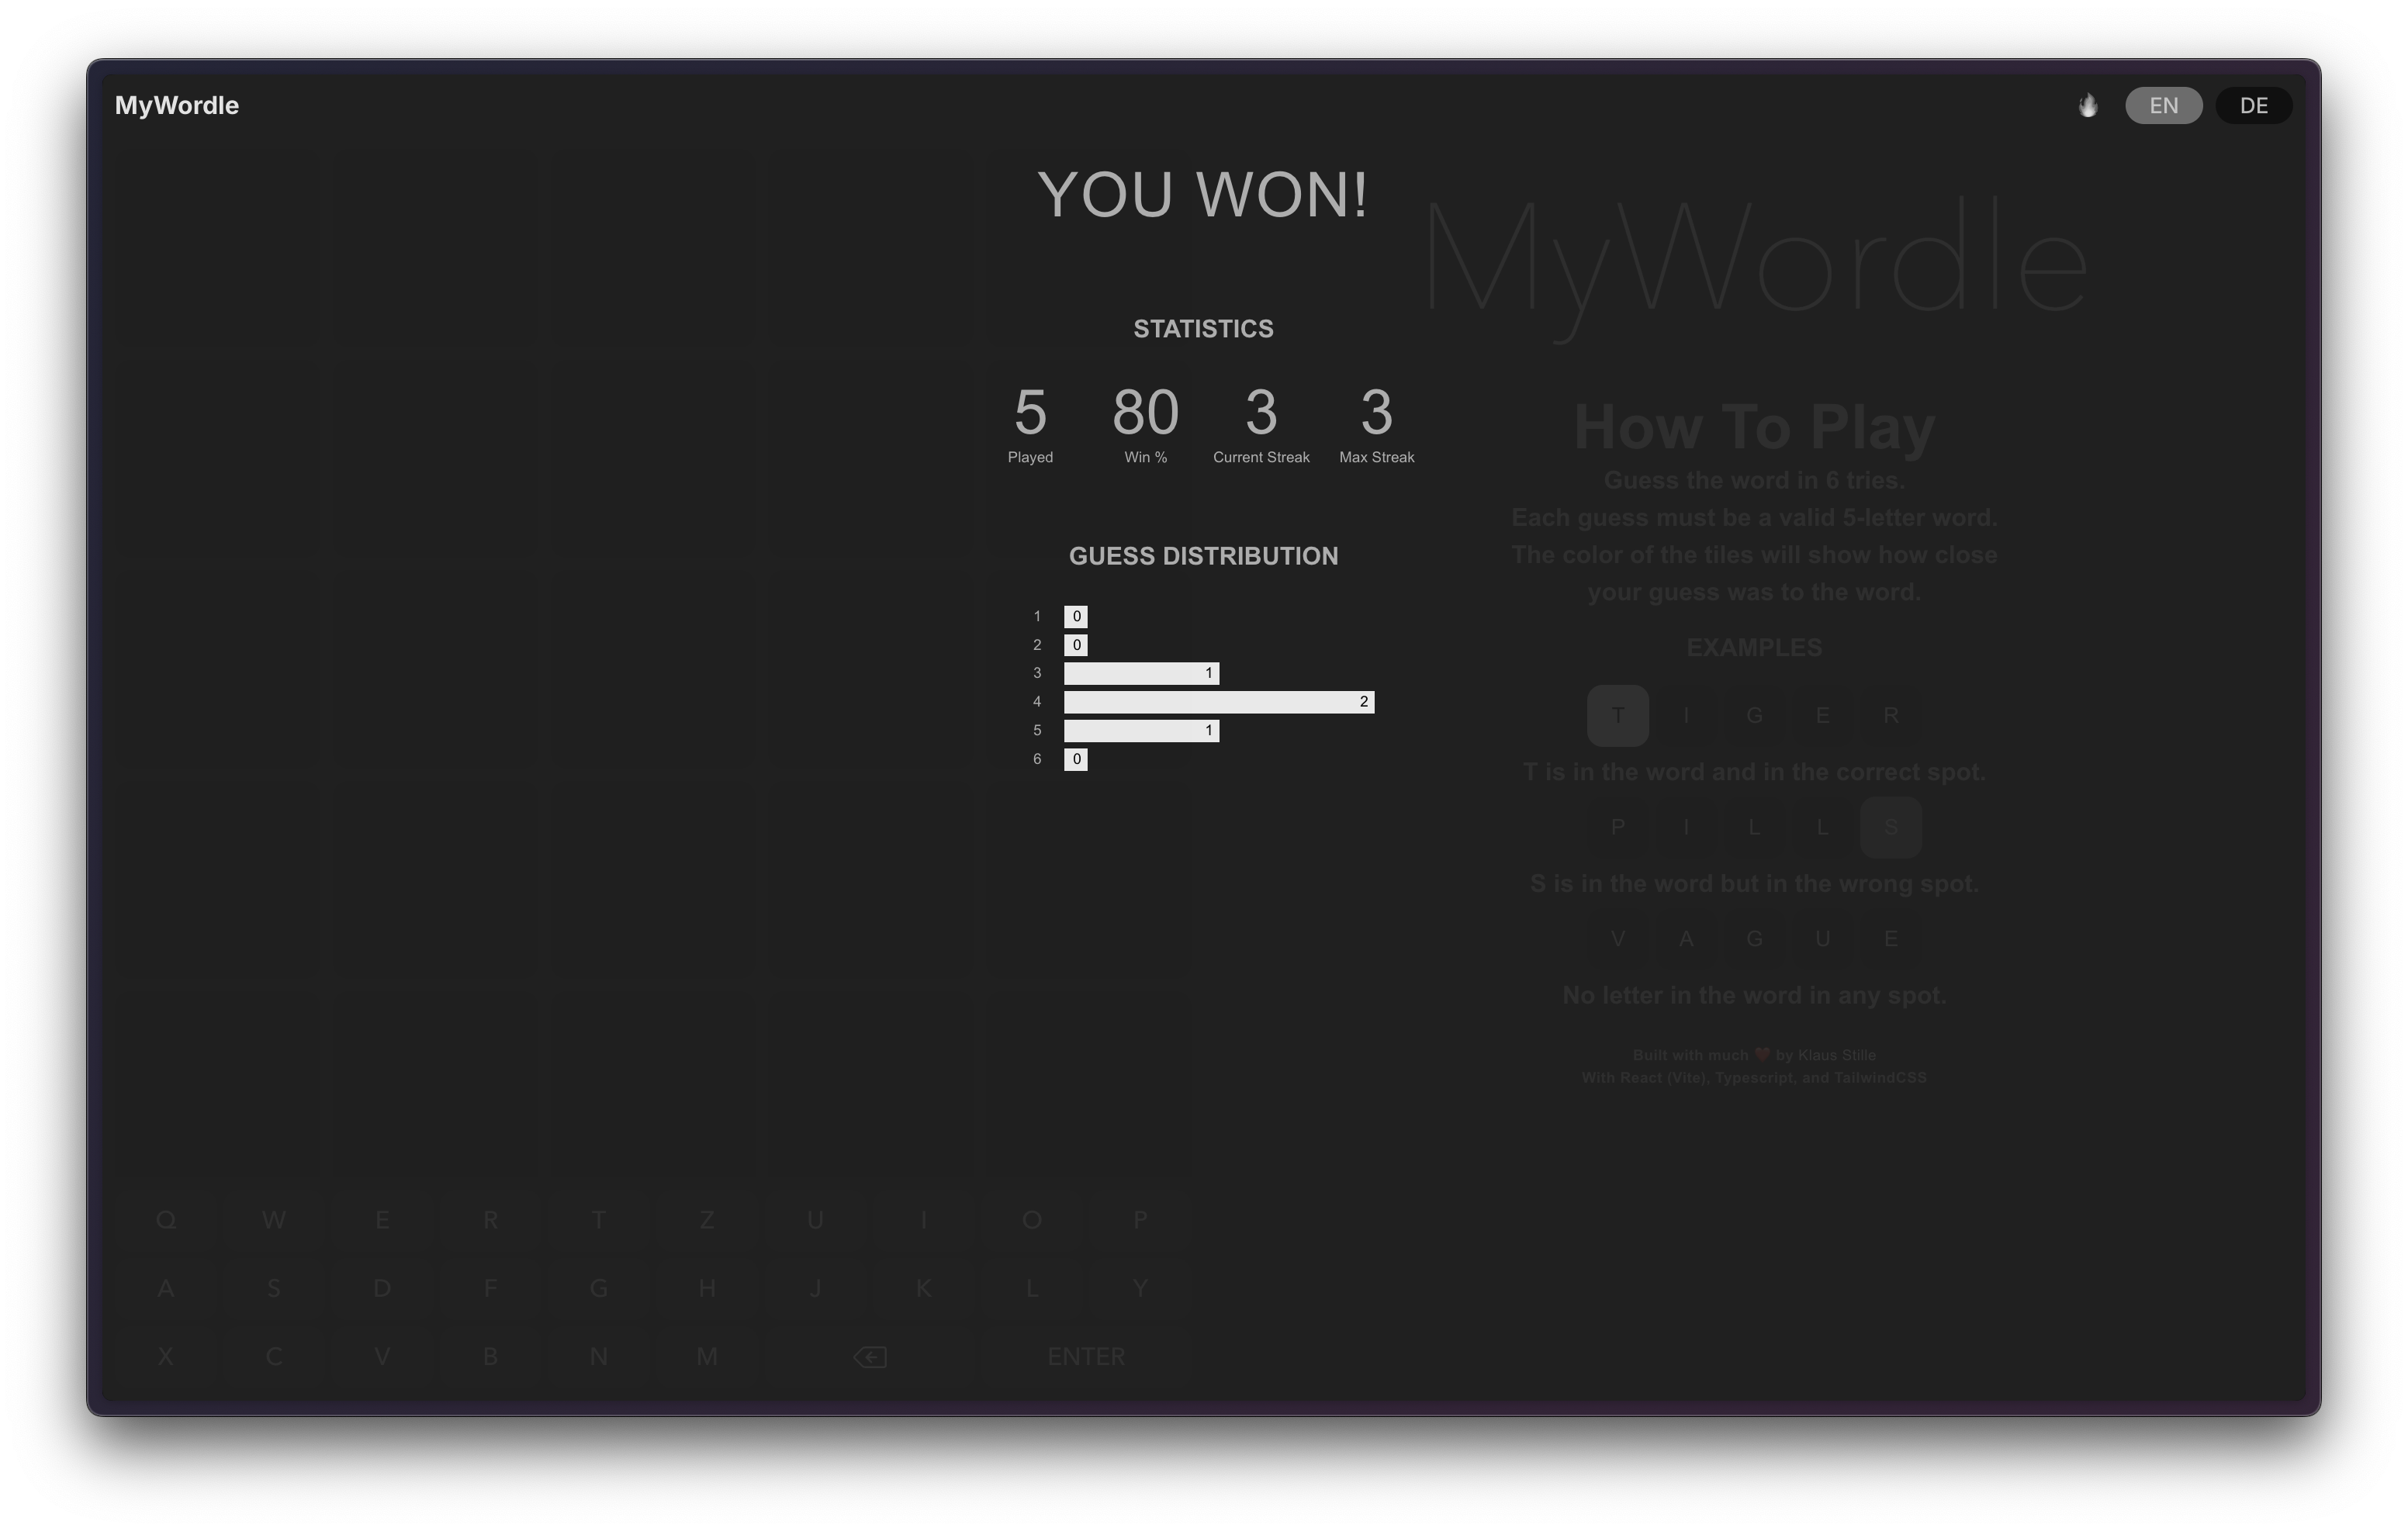 MyWordle
EN DE
YOU WON!
STATISTICS
5 80 3 3
Played Win % Current Streak Max Streak
GUESS DISTRIBUTION
1 0
2 0
3 1
4 2
5 1
6 0
MyWordle
How To Play
Guess the word in 6 tries.
Each guess must be a valid 5-letter word.
The color of the tiles will show how close
your guess was to the word.
EXAMPLES
T I G E R
T is in the word and in the correct spot.
P I L L S
S is in the word but in the wrong spot.
V A G U E
No letter in the word in any spot.
Built with much ❤️ by Klaus Stille
With React (Vite), Typescript, and TailwindCSS
Q W E R T Z U I O P
A S D F G H J K L Y
X C V B N M ENTER